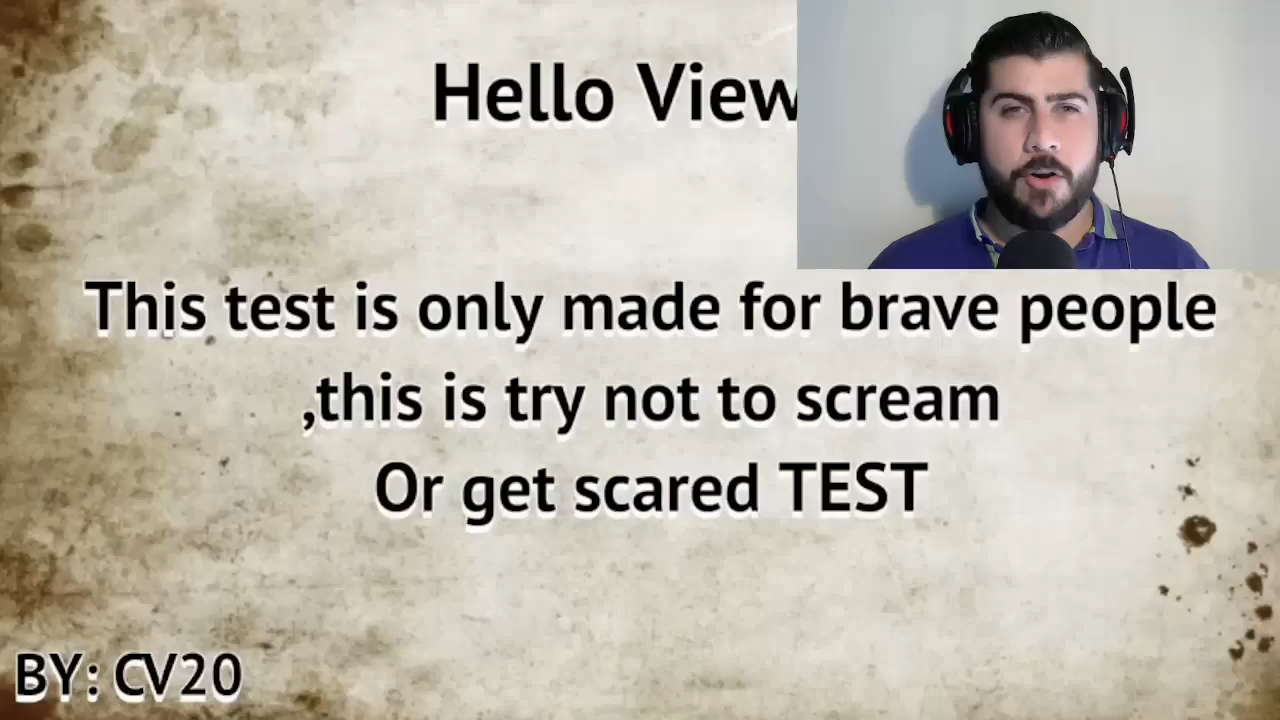 Hello View
This test is only made for brave people
,this is try not to scream
Or get scared TEST
BY: CV20